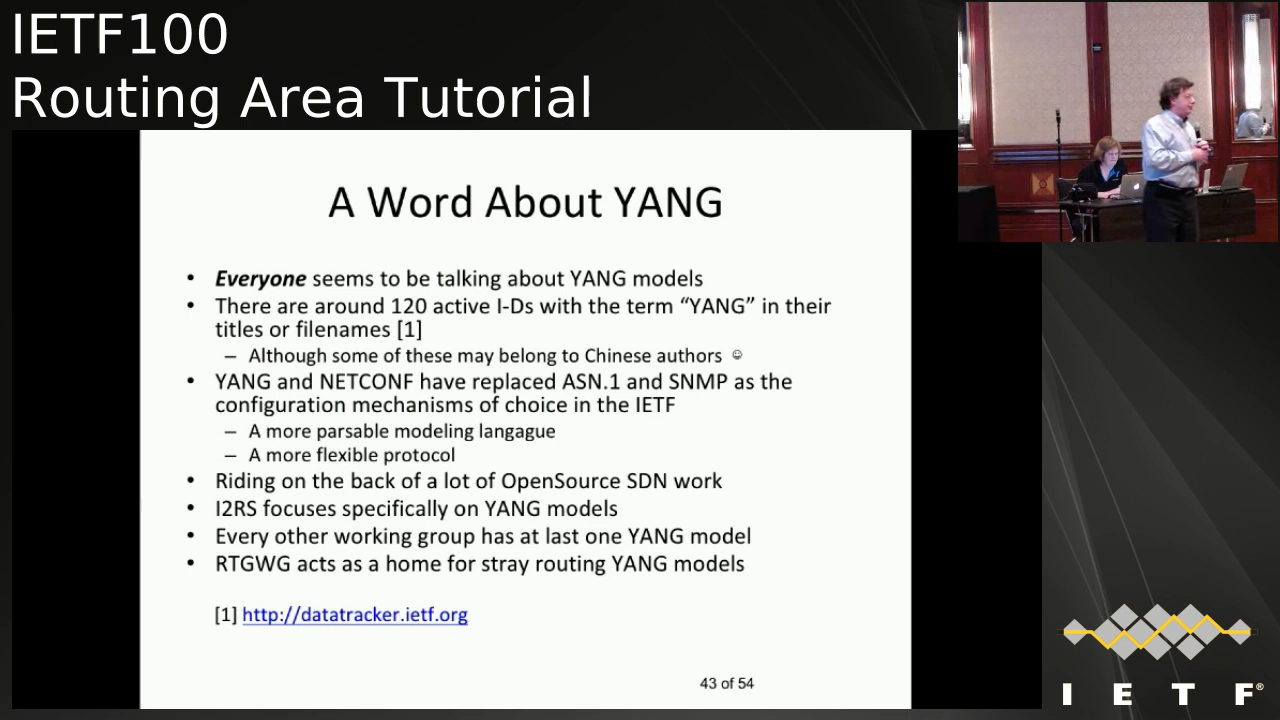 IETF100
Routing Area Tutorial
A Word About YANG
• Everyone seems to be talking about YANG models
• There are around 120 active I-Ds with the term “YANG” in their
titles or filenames [1]
– Although some of these may belong to Chinese authors ☺
• YANG and NETCONF have replaced ASN.1 and SNMP as the
configuration mechanisms of choice in the IETF
– A more parsable modeling langague
– A more flexible protocol
• Riding on the back of a lot of OpenSource SDN work
• I2RS focuses specifically on YANG models
• Every other working group has at last one YANG model
• RTGWG acts as a home for stray routing YANG models
[1] http://datatracker.ietf.org
43 of 54
I E T F®